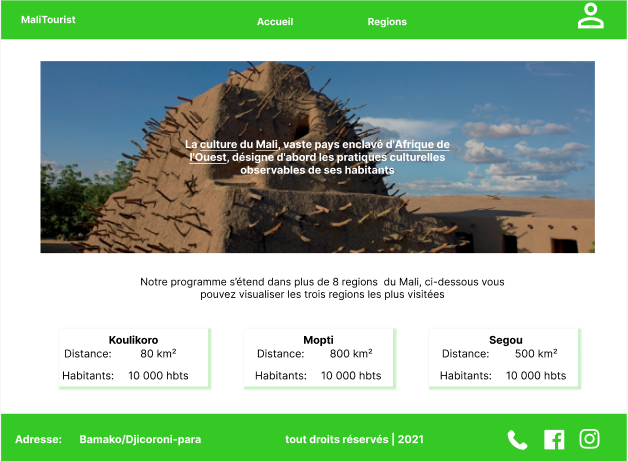 MaliTourist Accueil Regions
La culture du Mali, vaste pays enclavé d'Afrique de
l'Ouest, désigne d'abord les pratiques culturelles
observables de ses habitants
Notre programme s'étend dans plus de 8 regions du Mali, ci-dessous vous
pouvez visualiser les trois regions les plus visitées
Koulikoro
Distance: 80 km²
Habitants: 10 000 hbts
Mopti
Distance: 800 km²
Habitants: 10 000 hbts
Segou
Distance: 500 km²
Habitants: 10 000 hbts
Adresse: Bamako/Djicoroni-para tout droits réservés | 2021